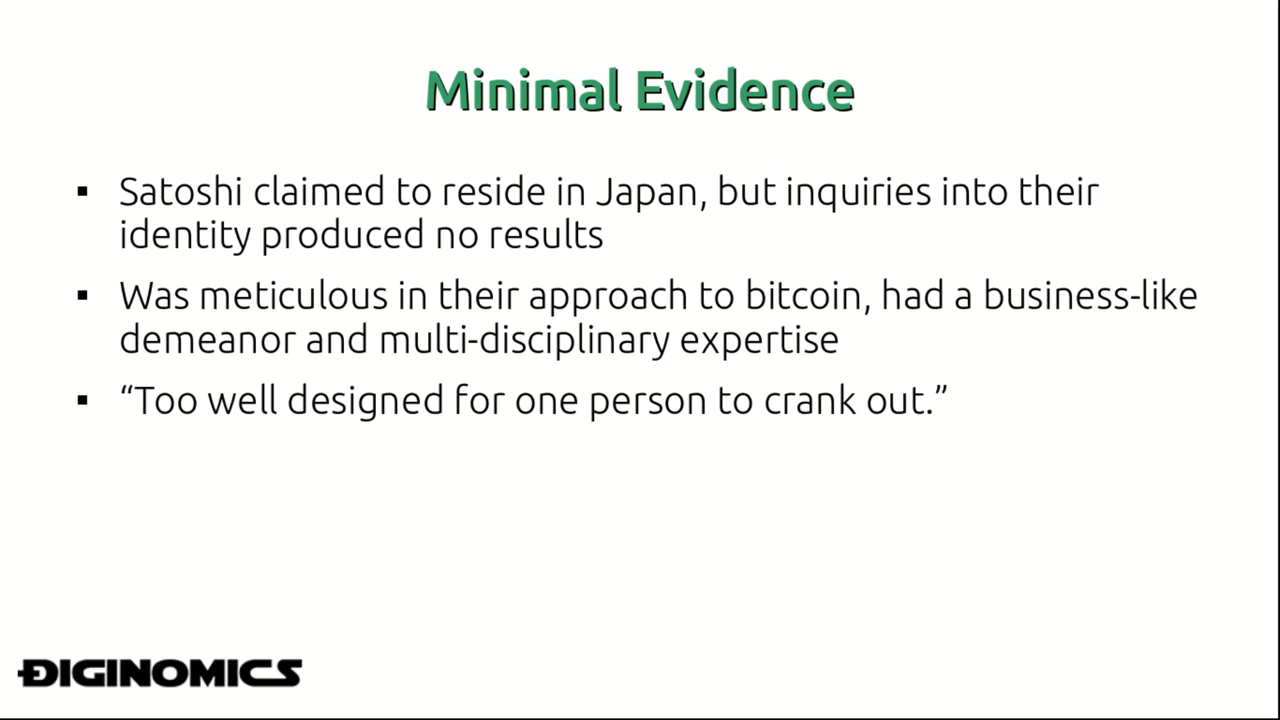 Minimal Evidence
▪ Satoshi claimed to reside in Japan, but inquiries into their
identity produced no results
▪ Was meticulous in their approach to bitcoin, had a business-like
demeanor and multi-disciplinary expertise
▪ “Too well designed for one person to crank out.”
ĐIGINOMICS